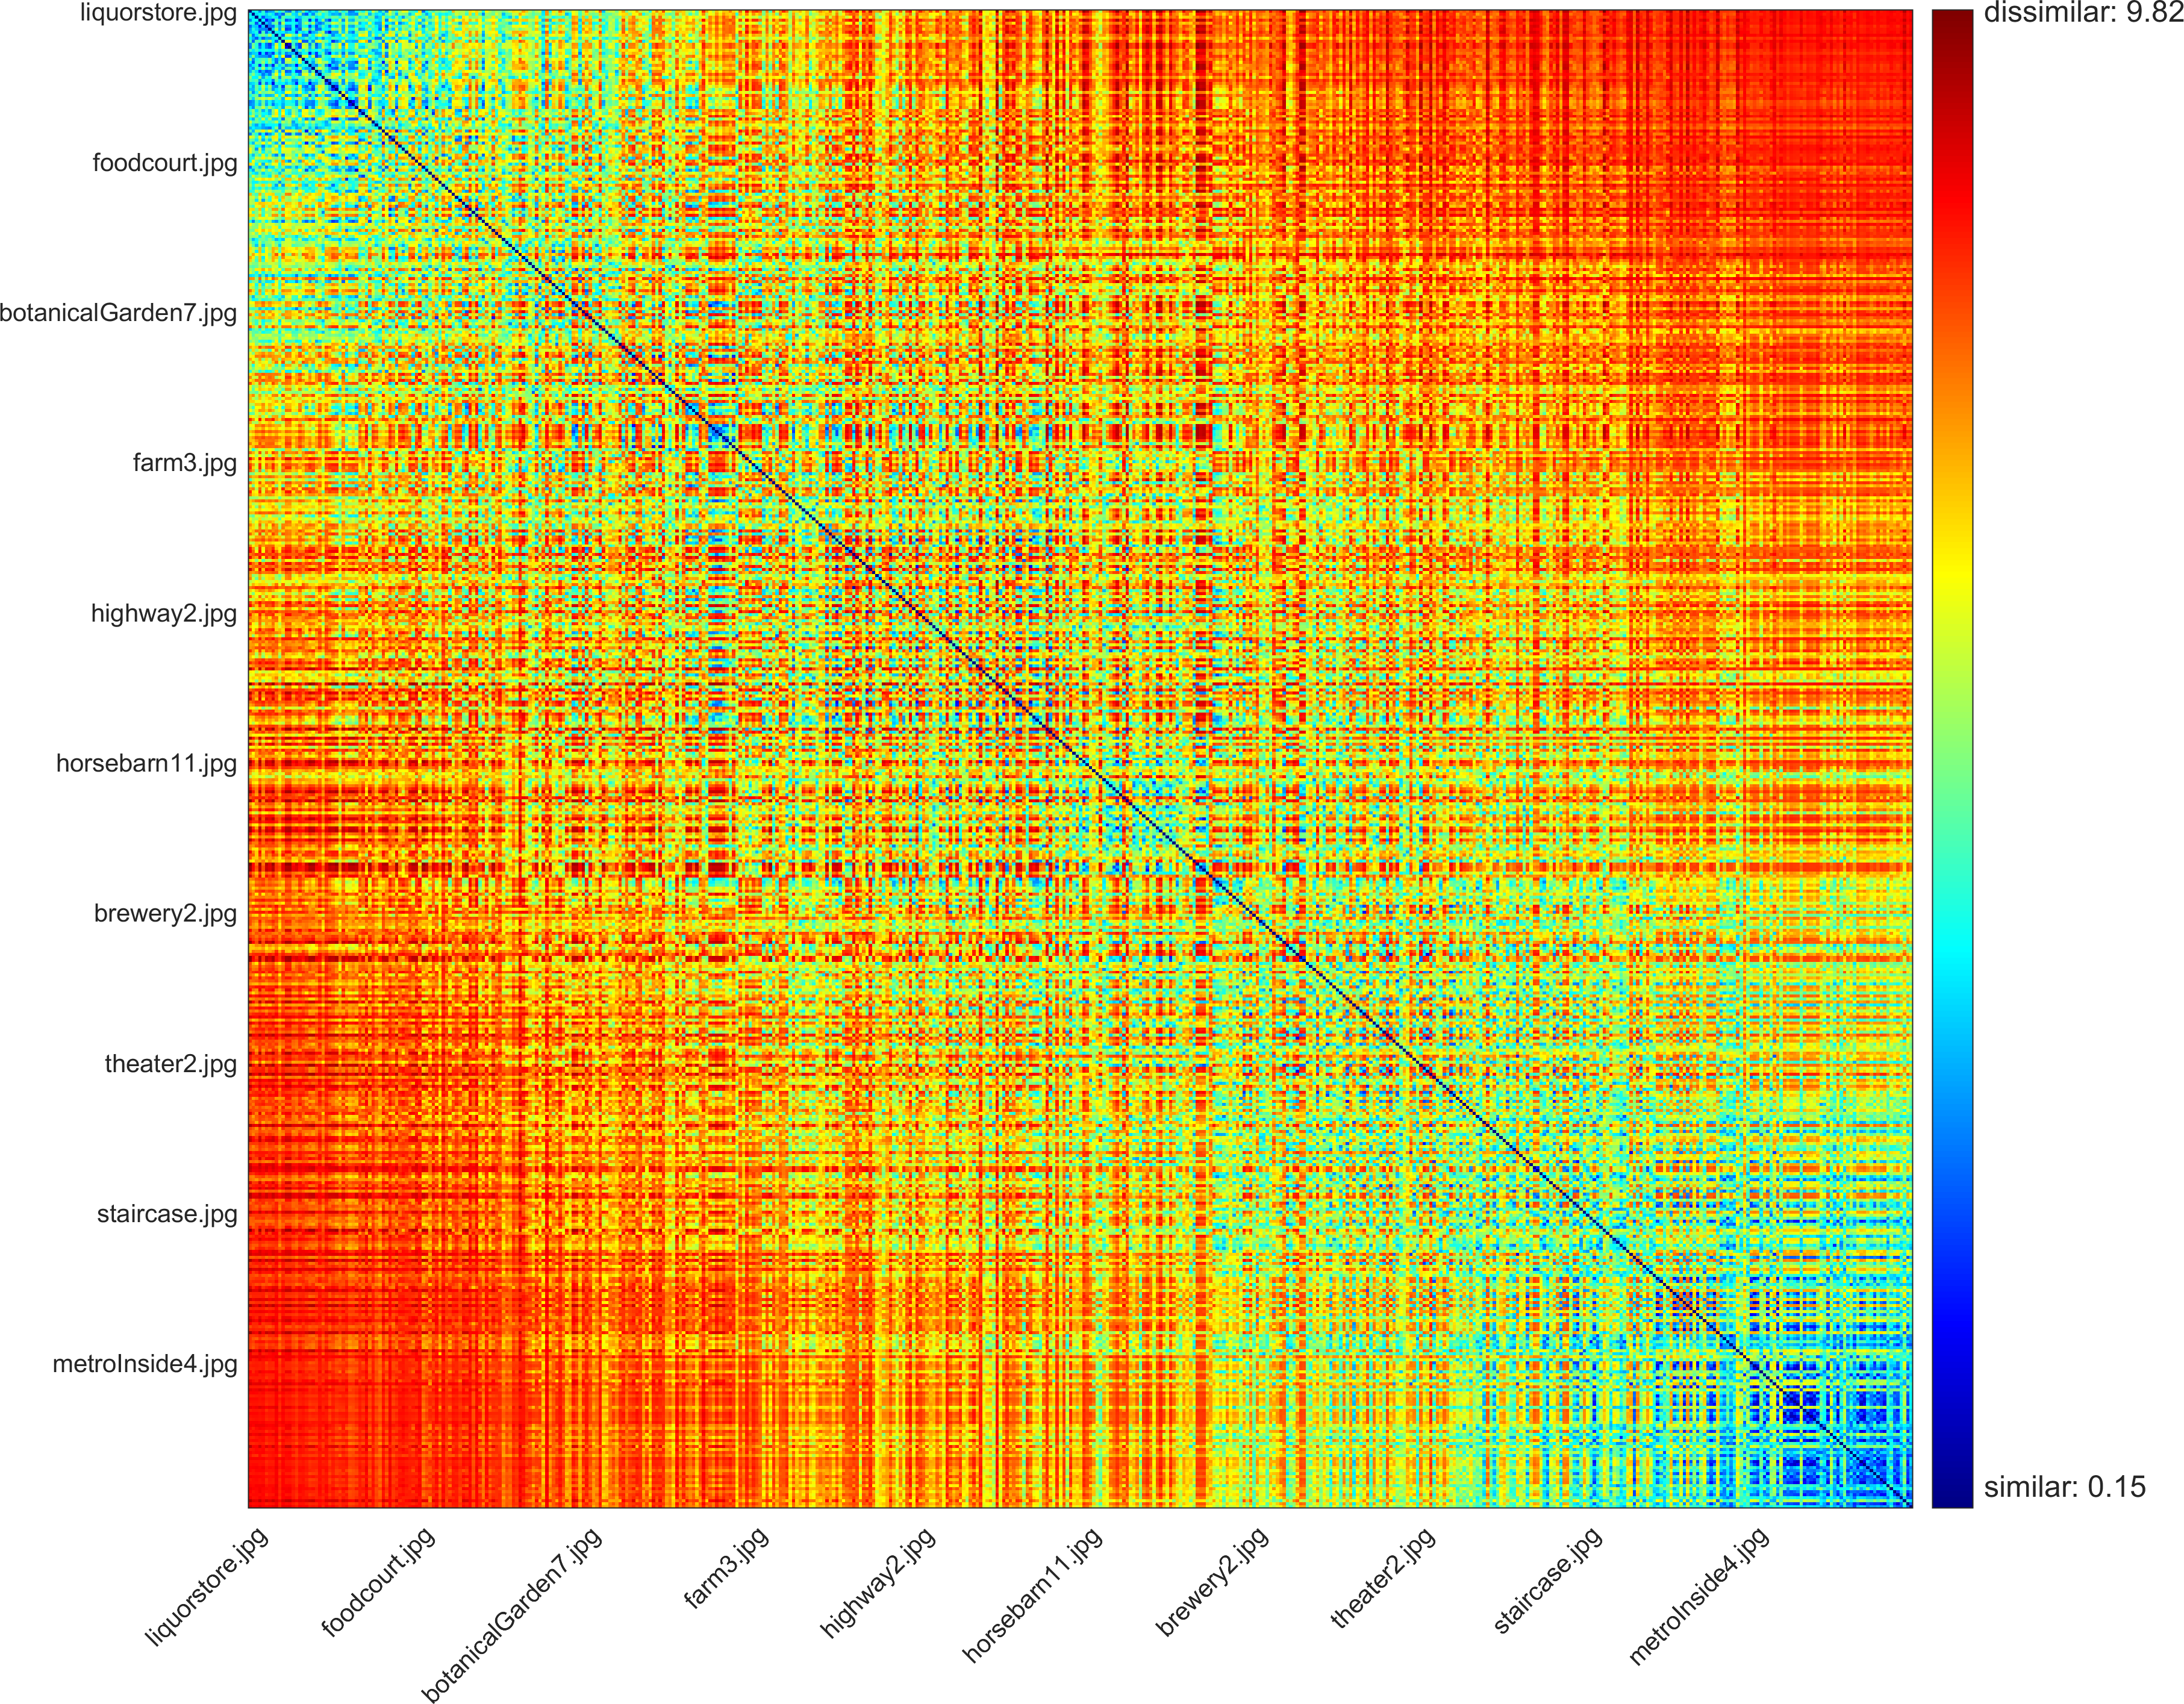 liquorstore.jpg
foodcourt.jpg
botanicalGarden7.jpg
farm3.jpg
highway2.jpg
horsebarn11.jpg
brewery2.jpg
theater2.jpg
staircase.jpg
metroInside4.jpg
dissimilar: 9.82
similar: 0.15
liquorstore.jpg
foodcourt.jpg
botanicalGarden7.jpg
farm3.jpg
highway2.jpg
horsebarn11.jpg
brewery2.jpg
theater2.jpg
staircase.jpg
metroInside4.jpg